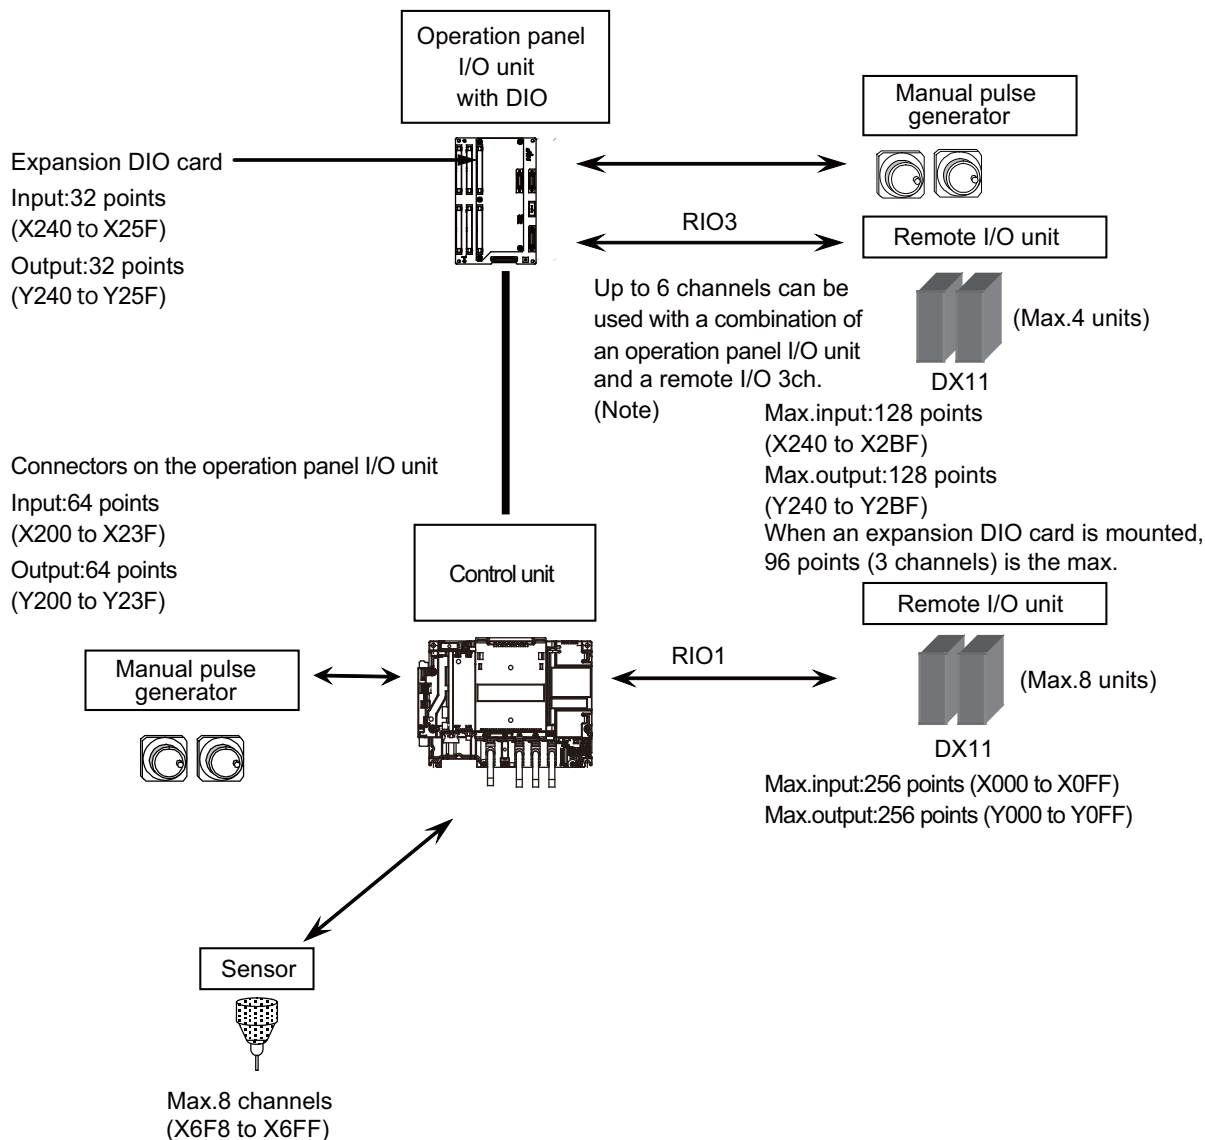 Operation panel
I/O unit
with DIO
Manual pulse
generator
Expansion DIO card
Input:32 points
(X240 to X25F)
Output:32 points
(Y240 to Y25F)
RIO3
Remote I/O unit
Up to 6 channels can be
used with a combination of
an operation panel I/O unit
and a remote I/O 3ch.
(Note)
(Max.4 units)
DX11
Max.input:128 points
(X240 to X2BF)
Max.output:128 points
(Y240 to Y2BF)
When an expansion DIO card is mounted,
96 points (3 channels) is the max.
Connectors on the operation panel I/O unit
Input:64 points
(X200 to X23F)
Output:64 points
(Y200 to Y23F)
Control unit
Remote I/O unit
Manual pulse
generator
RIO1
(Max.8 units)
DX11
Max.input:256 points (X000 to X0FF)
Max.output:256 points (Y000 to Y0FF)
Sensor
Max.8 channels
(X6F8 to X6FF)